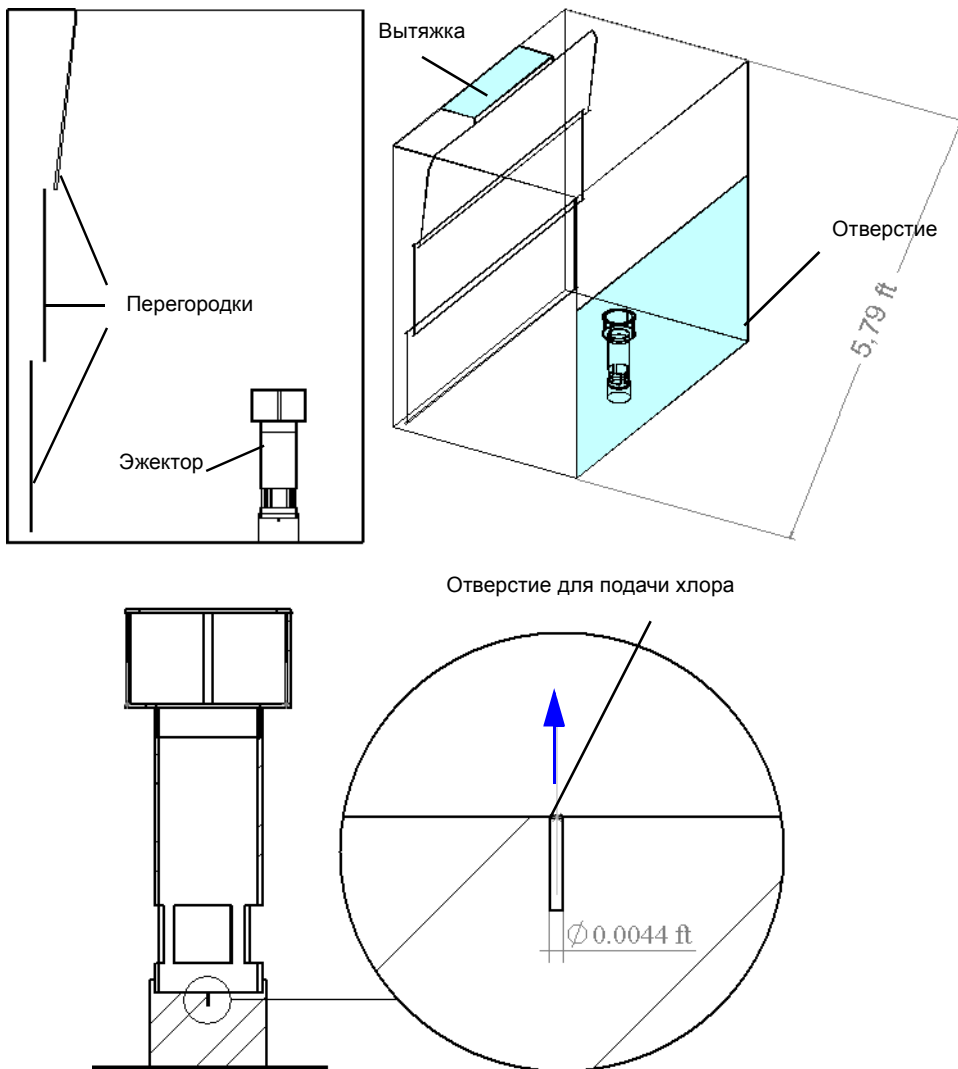 Вытяжка
Отверстие
5,79 ft
Перегородки
Эжектор
Отверстие для подачи хлора
∅ 0.0044 ft